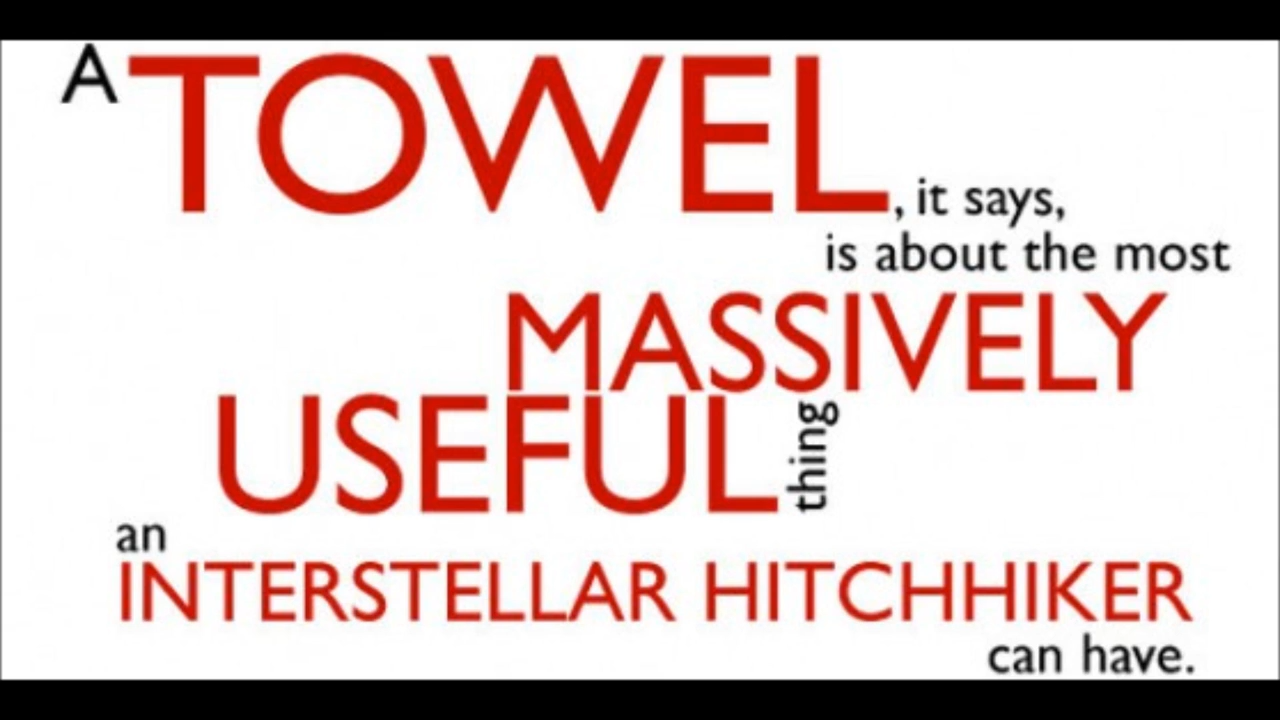 A TOWEL, it says,
is about the most
MASSIVELY
USEFUL thing
an
INTERSTELLAR HITCHHIKER
can have.